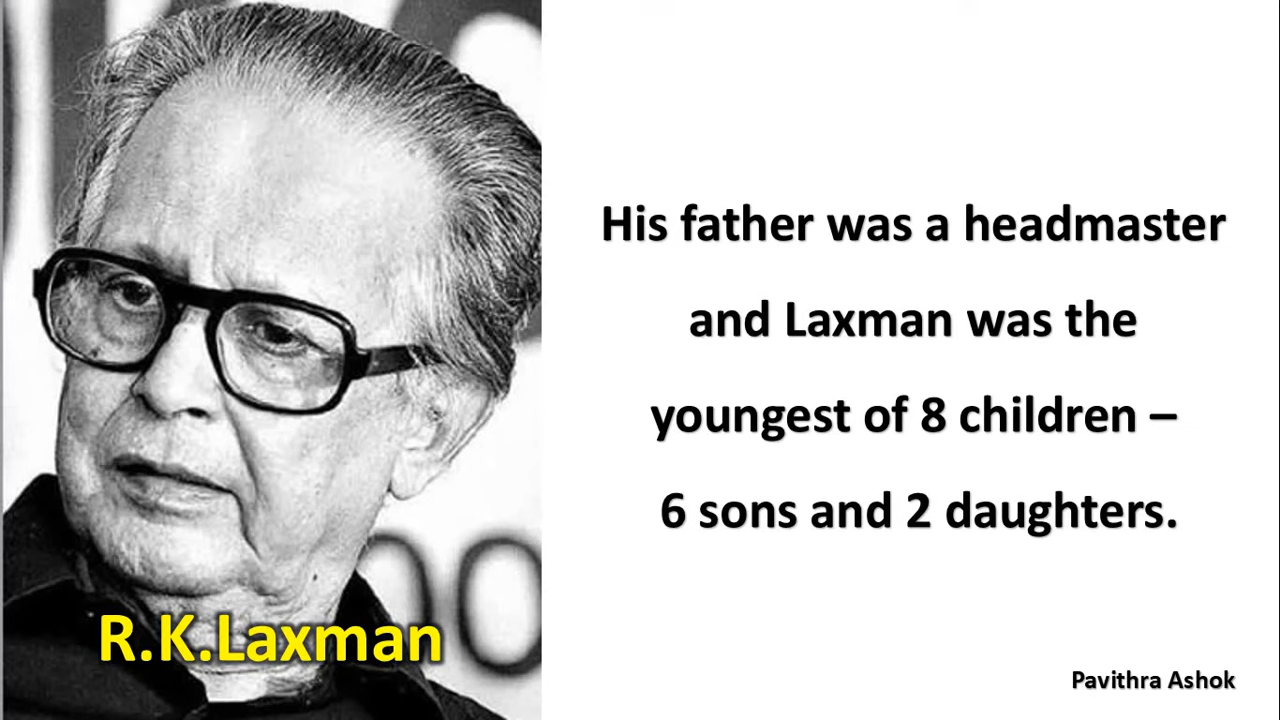 His father was a headmaster
and Laxman was the
youngest of 8 children –
6 sons and 2 daughters.
R.K.Laxman
Pavithra Ashok